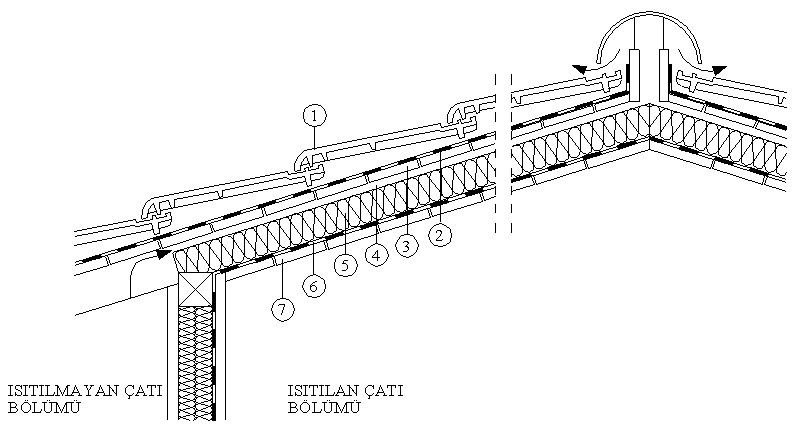 1
2
3
4
5
6
7
ISITILMAYAN ÇATI
BÖLÜMÜ
ISITILAN ÇATI
BÖLÜMÜ